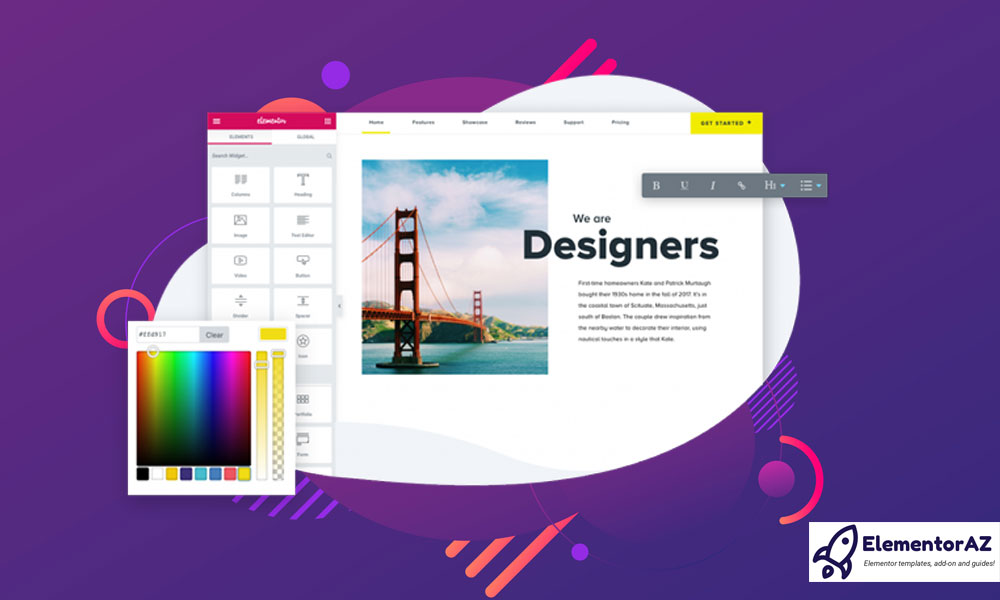 elementor
ELEMENTS
GLOBAL
Search Widget...
Columns
Heading
Image
Text Editor
Video
Button
Divider
Spacer
Icon
Portfolio
Form
Home
Features
Showcase
Reviews
Support
Pricing
GET STARTED
B U I H1
We are
Designers
First-time homeowners Kate and Patrick Murtaugh
bought their 1930s home in the fall of 2017. It's in
the coastal town of Scituate, Massachusetts, just
south of Boston. The couple drew inspiration from
the nearby water to decorate their interior, using
nautical touches in a style that Kate.
Clear
ElementorAZ
Elementor templates, add-on and guides!